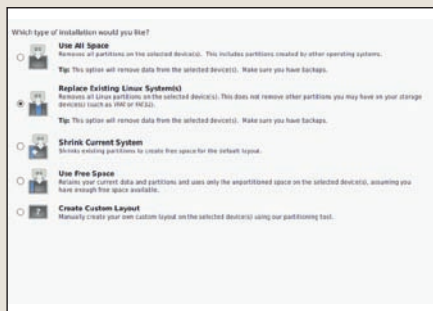 Which type of installation would you like?
Use All Space
Removes all partitions on the selected device(s). This includes partitions created by other operating systems.
Tip: This option will remove data from the selected device(s). Make sure you have backups.
Replace Existing Linux System(s)
Removes all Linux partitions on the selected device(s). This does not remove other partitions you may have on your storage
device(s) (such as VFAT or FAT32).
Tip: This option will remove data from the selected device(s). Make sure you have backups.
Shrink Current System
Shrinks existing partitions to create free space for the default layout.
Use Free Space
Retains your current data and partitions and uses only the unpartitioned space on the selected device(s), assuming you
have enough free space available.
Create Custom Layout
Manually create your own custom layout on the selected device(s) using our partitioning tool.